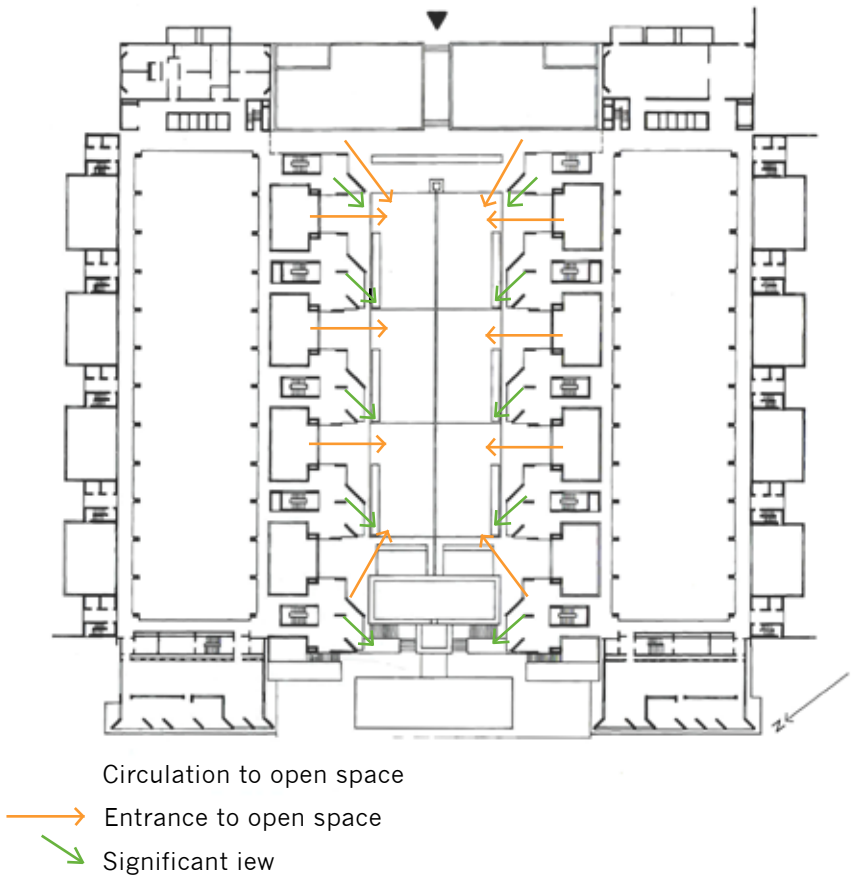 N
Circulation to open space
Entrance to open space
Significant iew